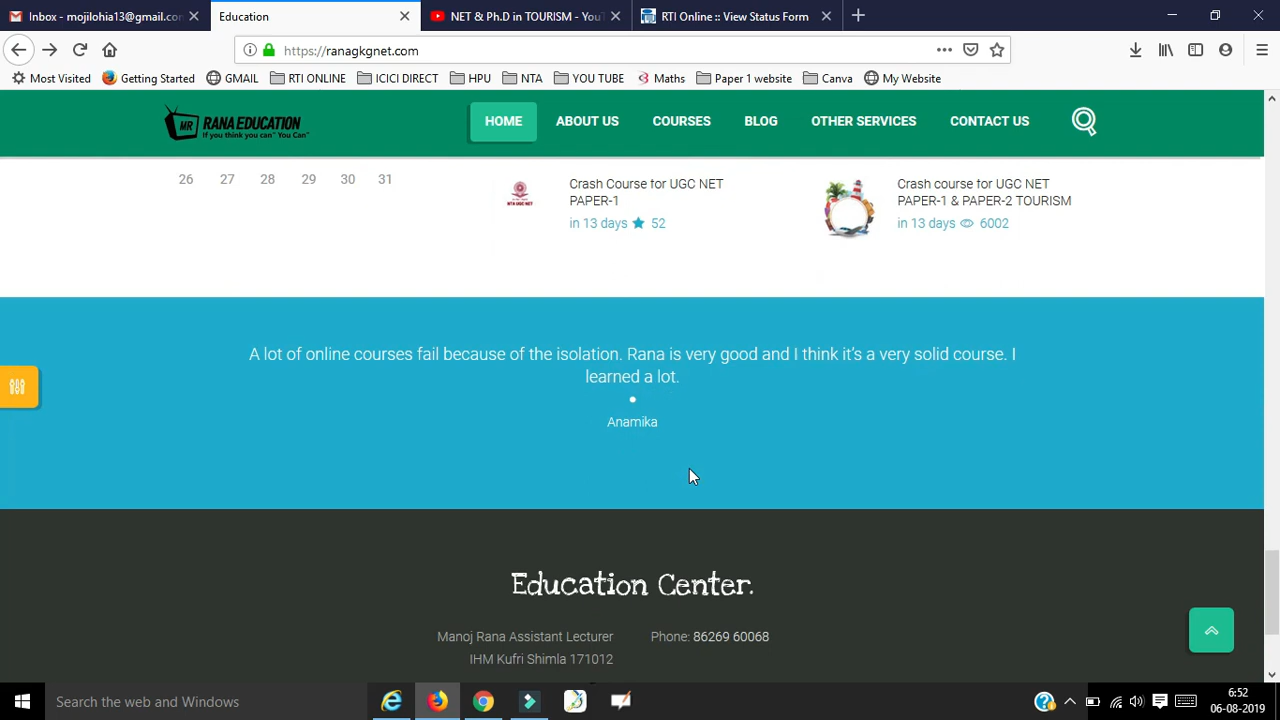 Inbox - mojilohia13@gmail.co
Education
NET & Ph.D in TOURISM - You
RTI Online :: View Status Form
https://ranagkgnet.com
Most Visited
Getting Started
GMAIL
RTI ONLINE
ICICI DIRECT
HPU
NTA
YOU TUBE
Maths
Paper 1 website
Canva
My Website
MR RANA EDUCATION
If you think you can" You Can"
HOME
ABOUT US
COURSES
BLOG
OTHER SERVICES
CONTACT US
26 27 28 29 30 31
Crash Course for UGC NET
PAPER-1
in 13 days 52
Crash course for UGC NET
PAPER-1 & PAPER-2 TOURISM
in 13 days 6002
A lot of online courses fail because of the isolation. Rana is very good and I think it's a very solid course. I
learned a lot.
Anamika
Education Center.
Manoj Rana Assistant Lecturer
IHM Kufri Shimla 171012
Phone: 86269 60068
Search the web and Windows
6:52
06-08-2019